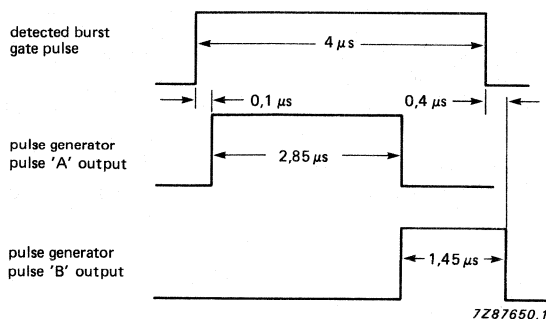 detected burst
gate pulse
4 µs
0,1 µs
0,4 µs
pulse generator
pulse 'A' output
2,85 µs
pulse generator
pulse 'B' output
1,45 µs
7Z87650.1